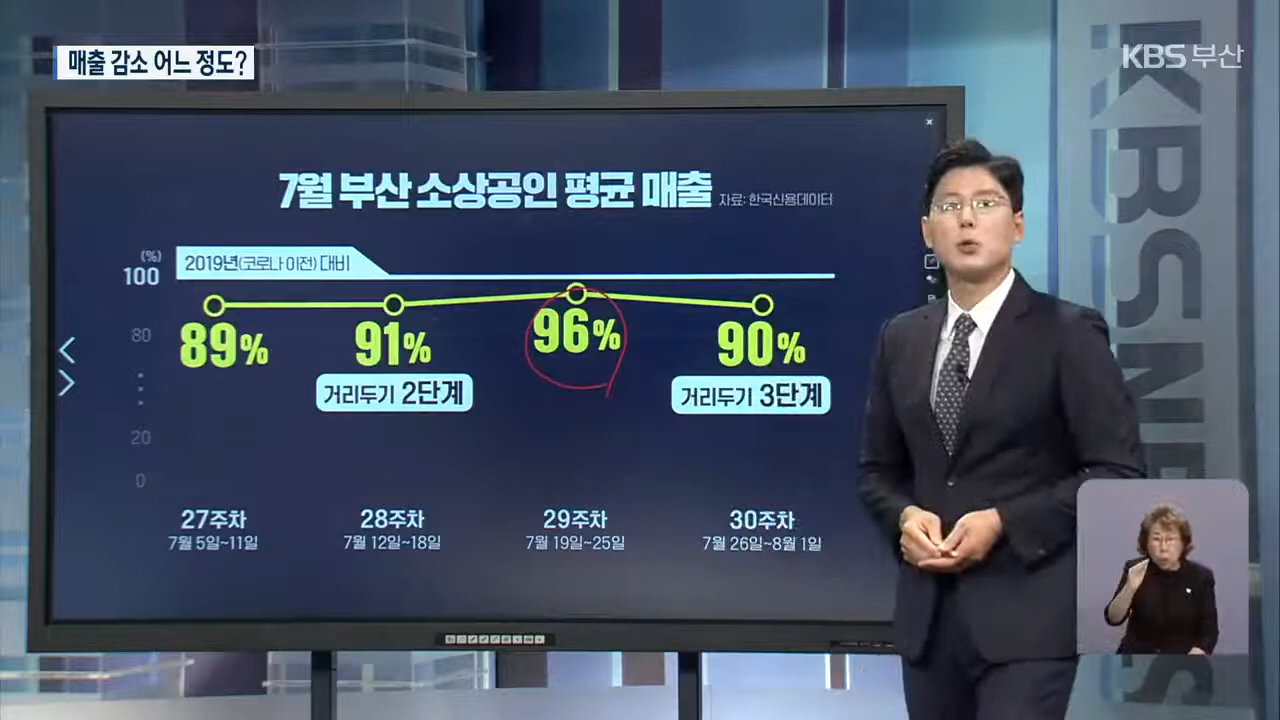 매출 감소 어느 정도?
KBS 부산
7월 부산 소상공인 평균 매출 자료: 한국신용데이터
(%)
2019년(코로나 이전) 대비
100
80
20
0
89% 91% 96% 90%
거리두기 2단계 거리두기 3단계
27주차 28주차 29주차 30주차
7월 5일~11일 7월 12일~18일 7월 19일~25일 7월 26일~8월 1일
KBS NEWS